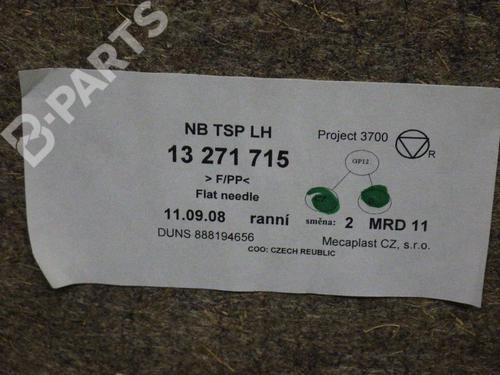 B-PARTS
NB TSP LH
Project 3700
R
13 271 715
GP12
> F/PP<
Flat needle
11.09.08 ranní směna: 2 MRD 11
DUNS 888194656
Mecaplast CZ, s.r.o.
COO: CZECH REUBLIC